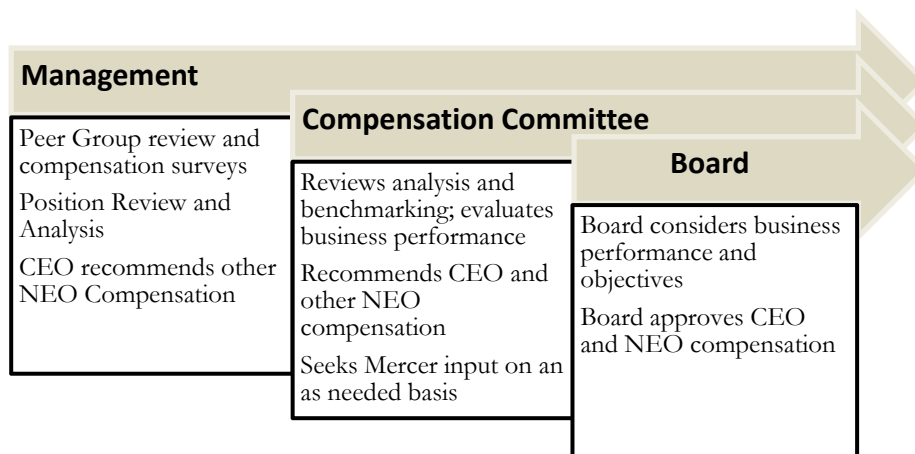 Management
Peer Group review and
compensation surveys
Position Review and
Analysis
CEO recommends other
NEO Compensation
Compensation Committee
Reviews analysis and
benchmarking; evaluates
business performance
Recommends CEO and
other NEO
compensation
Seeks Mercer input on an
as needed basis
Board
Board considers business
performance and
objectives
Board approves CEO
and NEO compensation